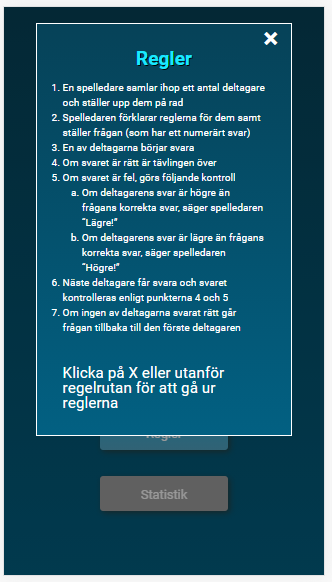 Regler
1. En spelledare samlar ihop ett antal deltagare
och ställer upp dem på rad
2. Spelledaren förklarar reglerna för dem samt
ställer frågan (som har ett numerärt svar)
3. En av deltagarna börjar svara
4. Om svaret är rätt är tävlingen över
5. Om svaret är fel, görs följande kontroll
a. Om deltagarens svar är högre än
frågans korrekta svar, säger spelledaren
"Lägre!"
b. Om deltagarens svar är lägre än frågans
korrekta svar, säger spelledaren
"Högre!"
6. Näste deltagare får svara och svaret
kontrolleras enligt punkterna 4 och 5
7. Om ingen av deltagarna svarat rätt går
frågan tillbaka till den förste deltagaren
Klicka på X eller utanför
regelrutan för att gå ur
reglerna
Regler
Statistik